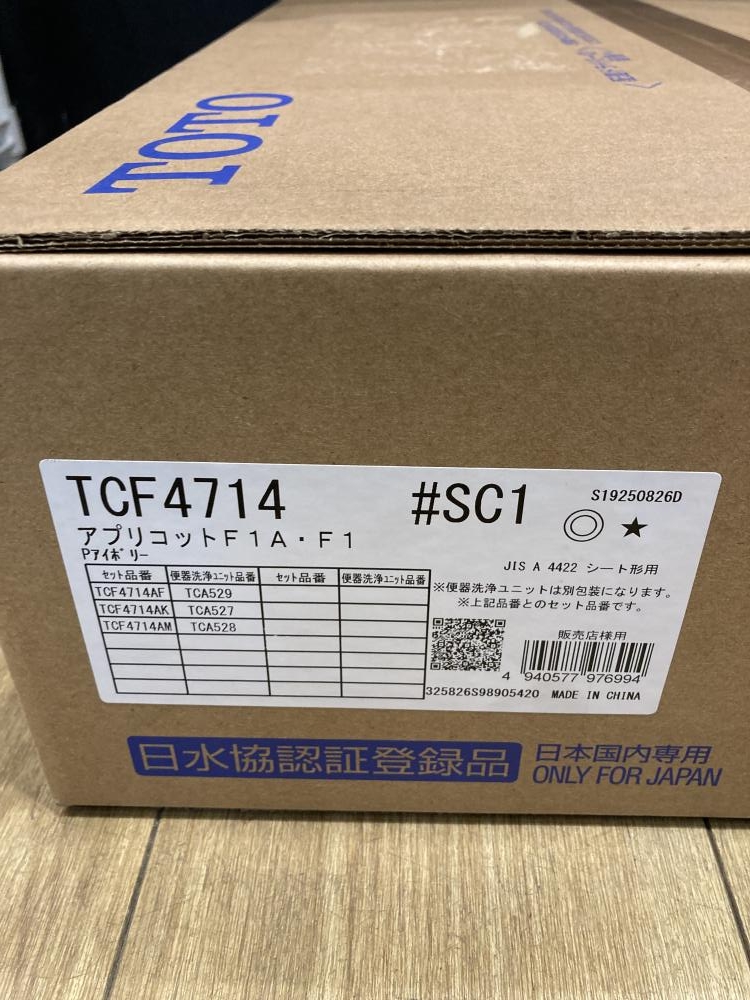 TOTO
TCF4714 #SC1 S19250826D
アプリコットF1A・F1
Pアイボリー
JIS A 4422 シート形用
セット品番 便器洗浄ユニット品番 セット品番 便器洗浄ユニット品番
TCF4714AF TCA529
TCF4714AK TCA527
TCF4714AM TCA528
※便器洗浄ユニットは別包装になります。
※上記品番とのセット品番です。
販売店様用
4 940577 976994
325826S98905420 MADE IN CHINA
日水協認証登録品 日本国内専用
ONLY FOR JAPAN